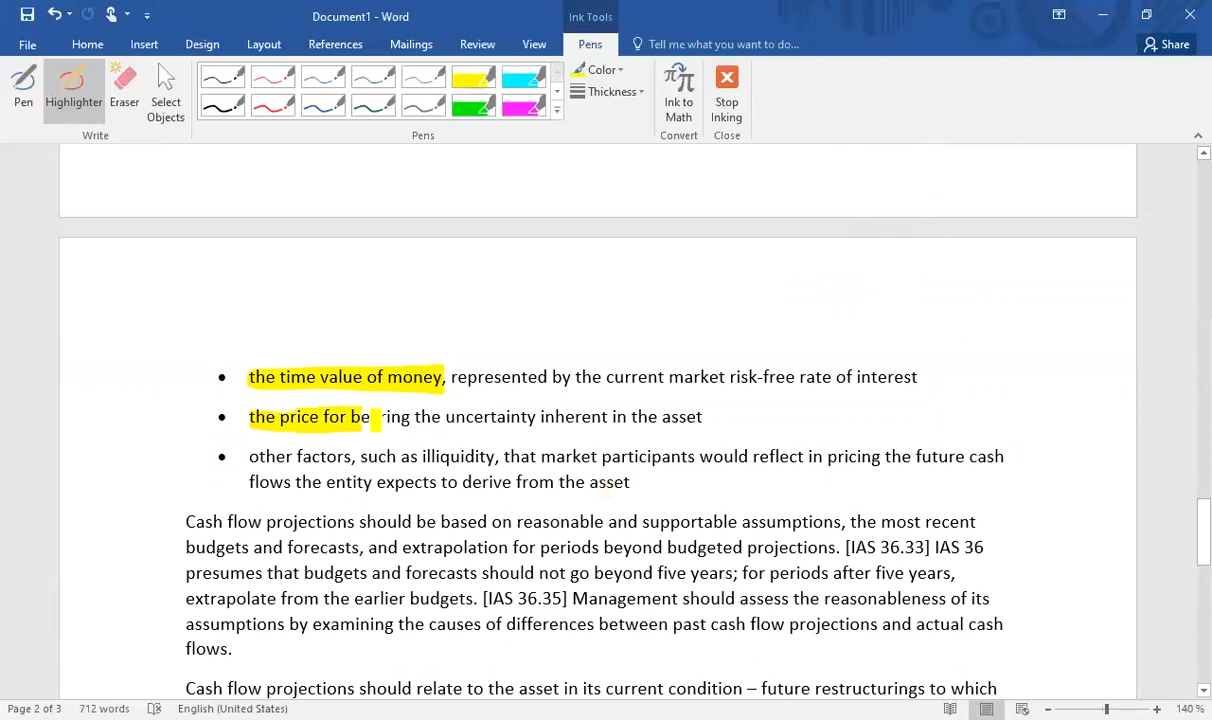 Document1 - Word
Ink Tools
File
Home
Insert
Design
Layout
References
Mailings
Review
View
Pens
Tell me what you want to do...
Share
Pen
Highlighter
Eraser
Select
Objects
Color
Thickness
Ink to
Math
Stop
Inking
Write
Pens
Convert
Close
• the time value of money, represented by the current market risk-free rate of interest
• the price for be ring the uncertainty inherent in the asset
• other factors, such as illiquidity, that market participants would reflect in pricing the future cash
flows the entity expects to derive from the asset
Cash flow projections should be based on reasonable and supportable assumptions, the most recent
budgets and forecasts, and extrapolation for periods beyond budgeted projections. [IAS 36.33] IAS 36
presumes that budgets and forecasts should not go beyond five years; for periods after five years,
extrapolate from the earlier budgets. [IAS 36.35] Management should assess the reasonableness of its
assumptions by examining the causes of differences between past cash flow projections and actual cash
flows.
Cash flow projections should relate to the asset in its current condition – future restructurings to which
Page 2 of 3
712 words
English (United States)
140 %